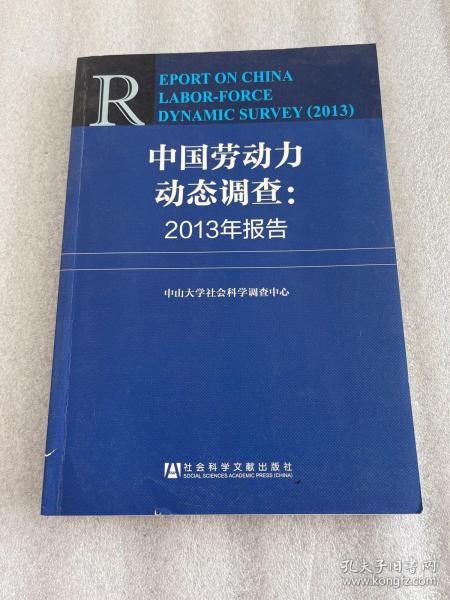 REPORT ON CHINA
LABOR-FORCE
DYNAMIC SURVEY (2013)
中国劳动力
动态调查：
2013年报告
中山大学社会科学调查中心
社会科学文献出版社
SOCIAL SCIENCES ACADEMIC PRESS (CHINA)
孔夫子旧书网
www.kongfz.com